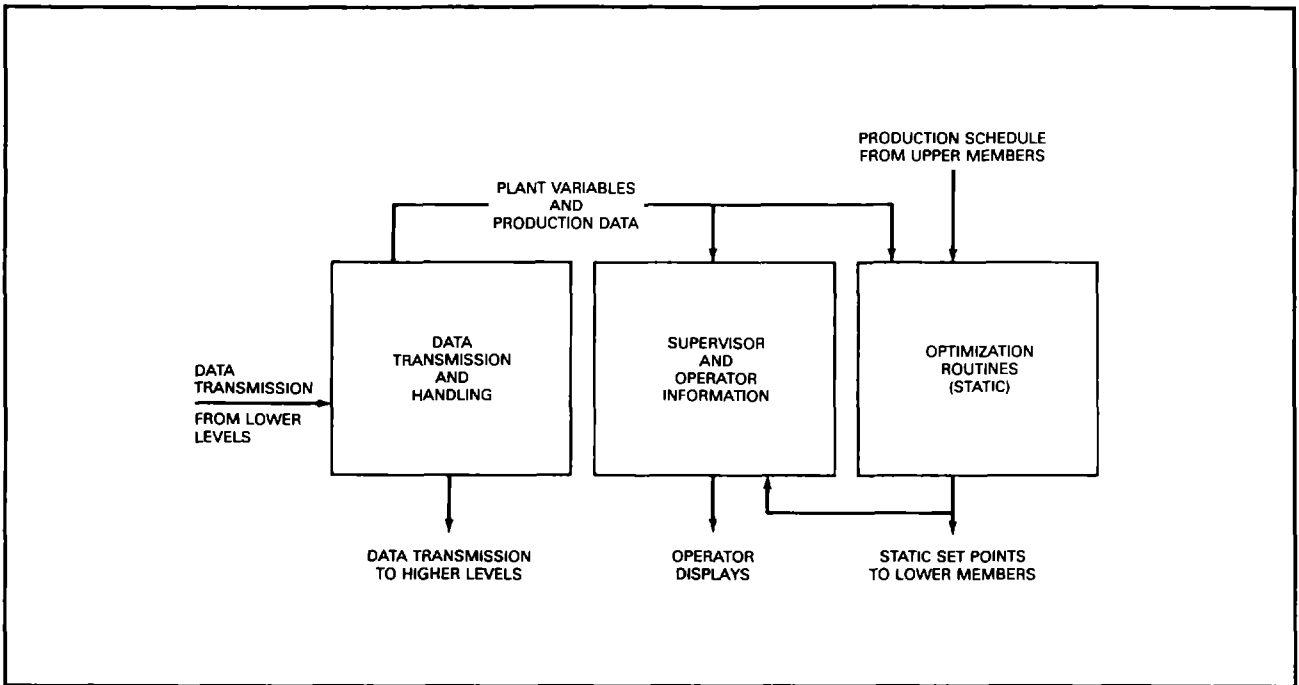 PRODUCTION SCHEDULE
FROM UPPER MEMBERS
PLANT VARIABLES
AND
PRODUCTION DATA
DATA
TRANSMISSION
FROM LOWER
LEVELS
DATA
TRANSMISSION
AND
HANDLING
SUPERVISOR
AND
OPERATOR
INFORMATION
OPTIMIZATION
ROUTINES
(STATIC)
DATA TRANSMISSION
TO HIGHER LEVELS
OPERATOR
DISPLAYS
STATIC SET POINTS
TO LOWER MEMBERS